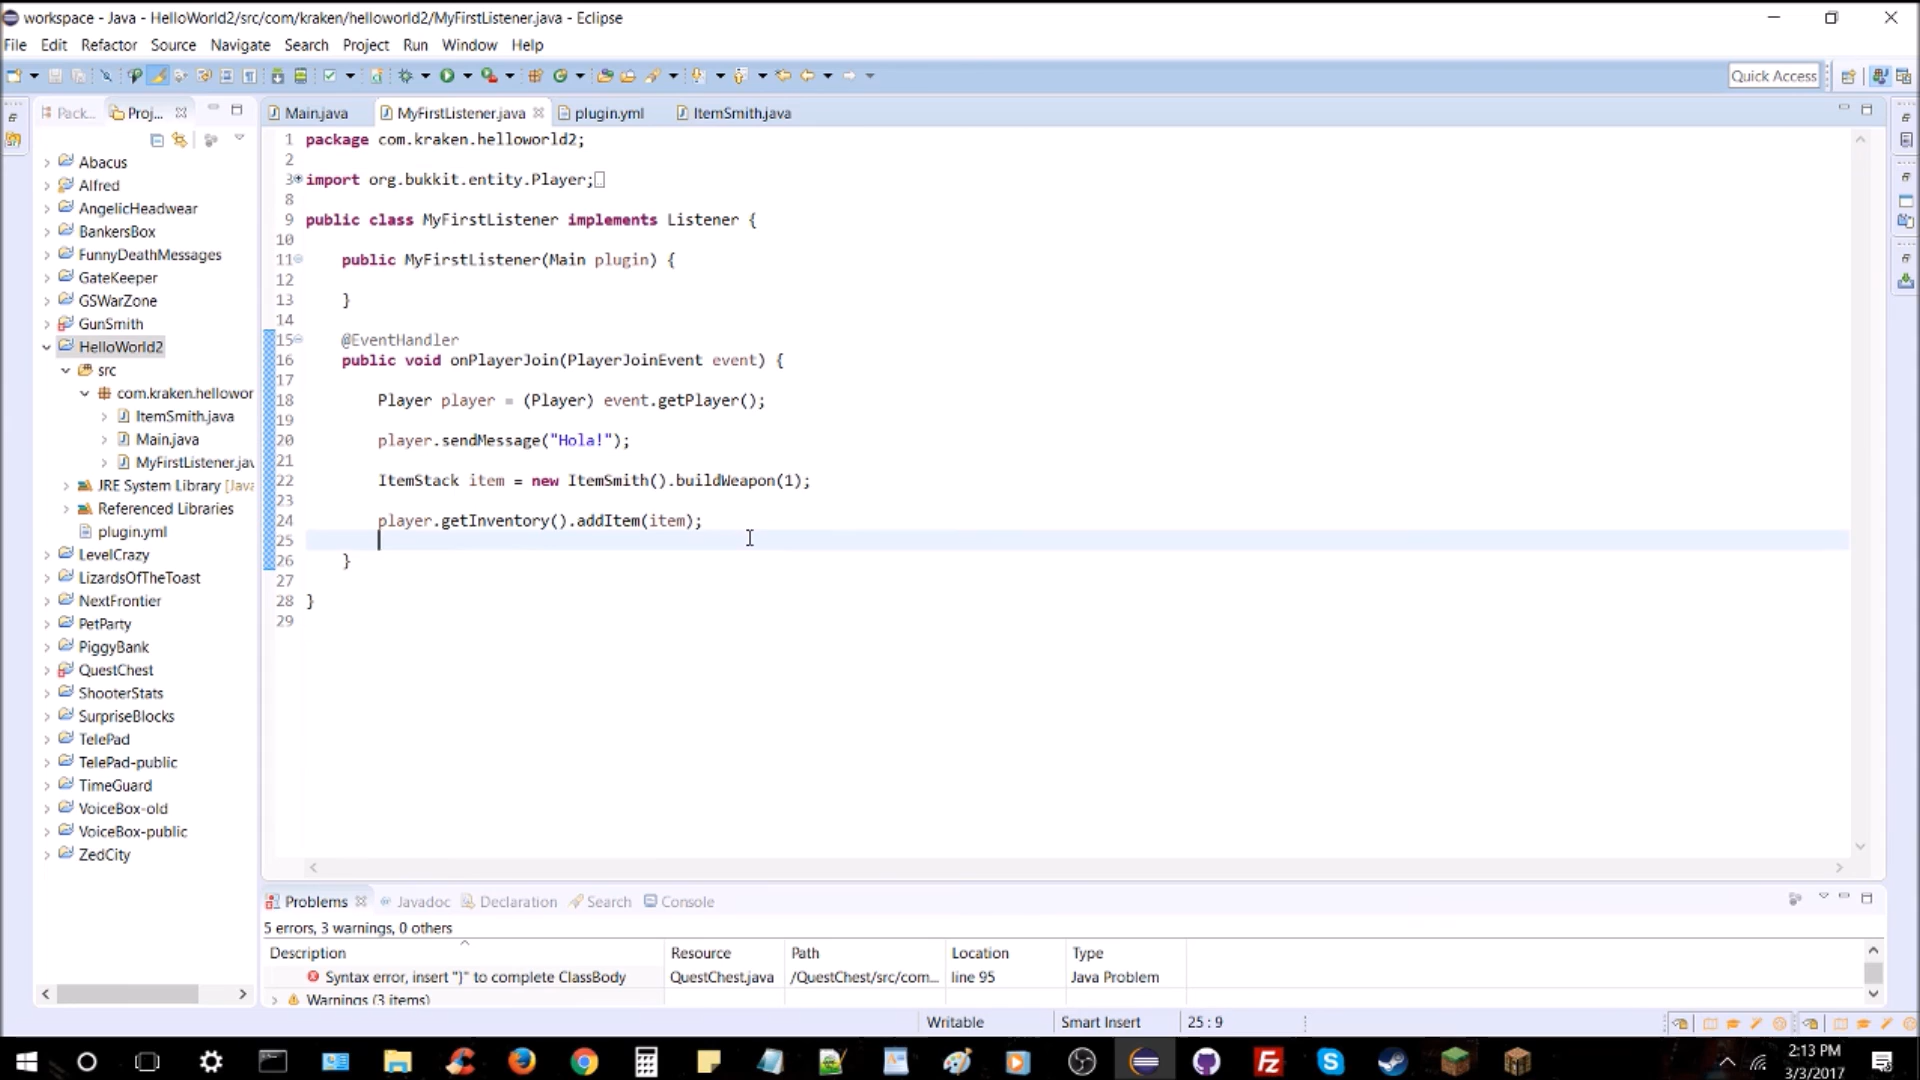 workspace - Java - HelloWorld2/src/com/kraken/helloworld2/MyFirstListener.java - Eclipse
File Edit Refactor Source Navigate Search Project Run Window Help
Quick Access
Pack... Proj...
Main.java MyFirstListener.java plugin.yml ItemSmith.java
Abacus
Alfred
AngelicHeadwear
BankersBox
FunnyDeathMessages
GateKeeper
GSWarZone
GunSmith
HelloWorld2
src
com.kraken.hellowor
ItemSmith.java
Main.java
MyFirstListener.jav
JRE System Library [Java
Referenced Libraries
plugin.yml
LevelCrazy
LizardsOfTheToast
NextFrontier
PetParty
PiggyBank
QuestChest
ShooterStats
SurpriseBlocks
TelePad
TelePad-public
TimeGuard
VoiceBox-old
VoiceBox-public
ZedCity
1 package com.kraken.helloworld2;
2
3 import org.bukkit.entity.Player;
8
9 public class MyFirstListener implements Listener {
10
11 public MyFirstListener(Main plugin) {
12
13 }
14
15 @EventHandler
16 public void onPlayerJoin(PlayerJoinEvent event) {
17
18 Player player = (Player) event.getPlayer();
19
20 player.sendMessage("Hola!");
21
22 ItemStack item = new ItemSmith().buildWeapon(1);
23
24 player.getInventory().addItem(item);
25
26 }
27
28 }
29
Problems Javadoc Declaration Search Console
5 errors, 3 warnings, 0 others
Description Resource Path Location Type
Syntax error, insert "}" to complete ClassBody QuestChest.java /QuestChest/src/com... line 95 Java Problem
Warnings (3 items)
Writable Smart Insert 25 : 9
2:13 PM
3/3/2017